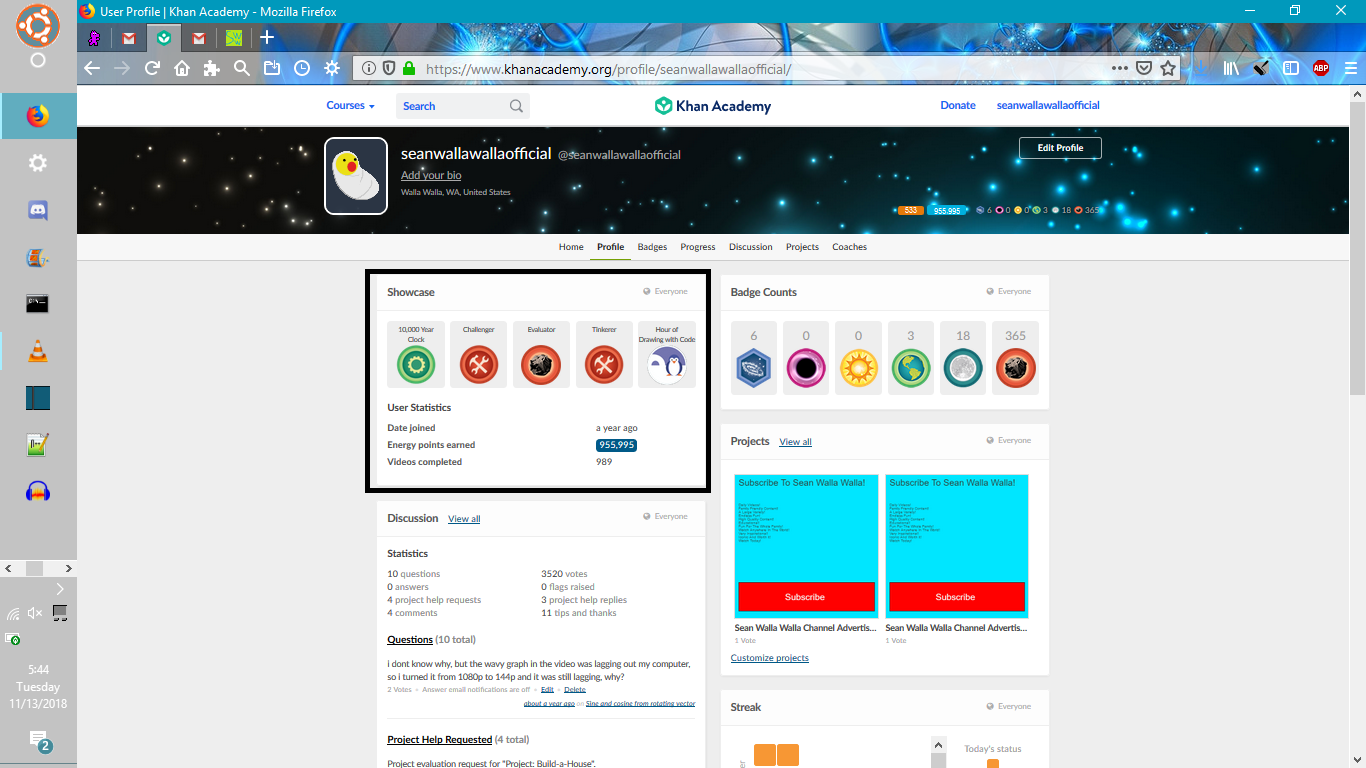 User Profile | Khan Academy - Mozilla Firefox
https://www.khanacademy.org/profile/seanwallawallaofficial/
ABP
Courses
Search
Khan Academy
Donate
seanwallawallaofficial
seanwallawallaofficial @seanwallawallaofficial
Edit Profile
Add your bio
Walla Walla, WA, United States
533 955,995 6 0 0 3 18 365
Home Profile Badges Progress Discussion Projects Coaches
Showcase
Everyone
10,000 Year Clock
Challenger
Evaluator
Tinkerer
Hour of Drawing with Code
User Statistics
Date joined a year ago
Energy points earned 955,995
Videos completed 989
Badge Counts
Everyone
6 0 0 3 18 365
Projects View all
Everyone
Subscribe To Sean Walla Walla!
Subscribe
Subscribe To Sean Walla Walla!
Subscribe
Sean Walla Walla Channel Advertis...
1 Vote
Sean Walla Walla Channel Advertis...
1 Vote
Customize projects
Discussion View all
Everyone
Statistics
10 questions 3520 votes
0 answers 0 flags raised
4 project help requests 3 project help replies
4 comments 11 tips and thanks
Questions (10 total)
i dont know why, but the wavy graph in the video was lagging out my computer,
so i turned it from 1080p to 144p and it was still lagging, why?
2 Votes • Answer email notifications are off • Edit • Delete
about a year ago on Sine and cosine from rotating vector
Project Help Requested (4 total)
Project evaluation request for "Project: Build-a-House".
Streak
Everyone
Today's status
5:44
Tuesday
11/13/2018
2